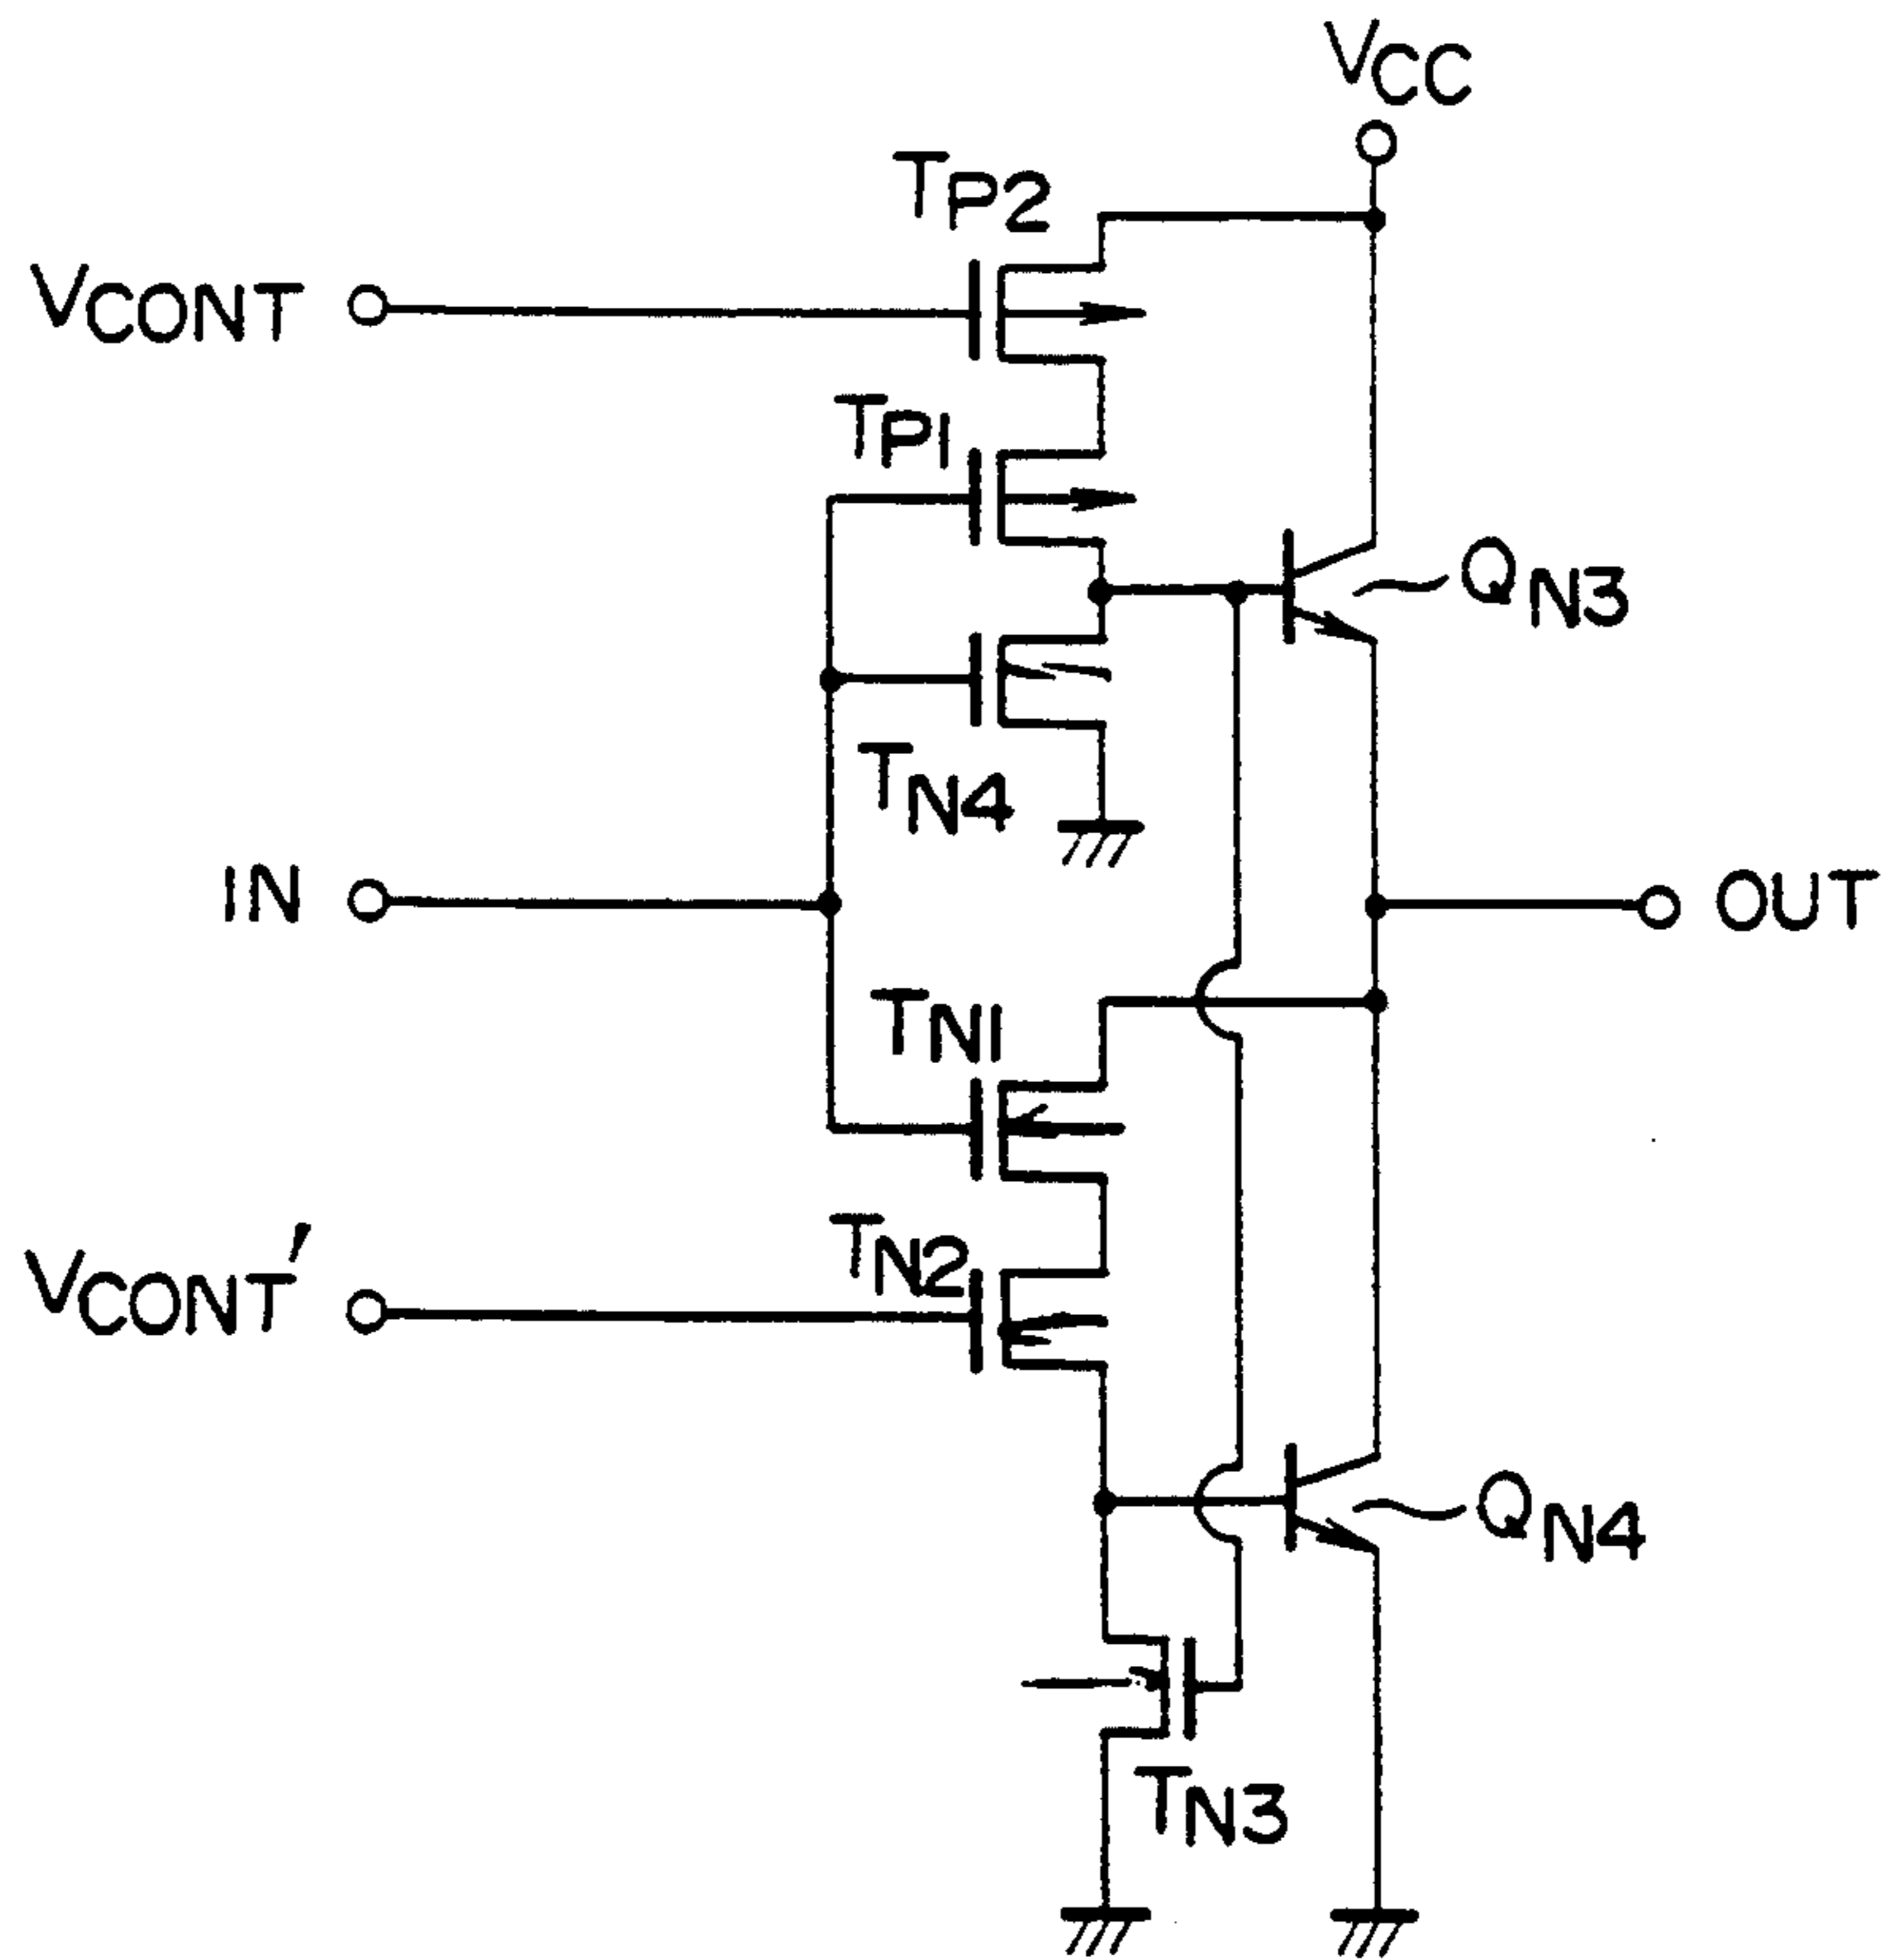 VCC
TP2
VCONT
TP1
QN3
TN4
IN
OUT
TN1
TN2
VCONT'
QN4
TN3